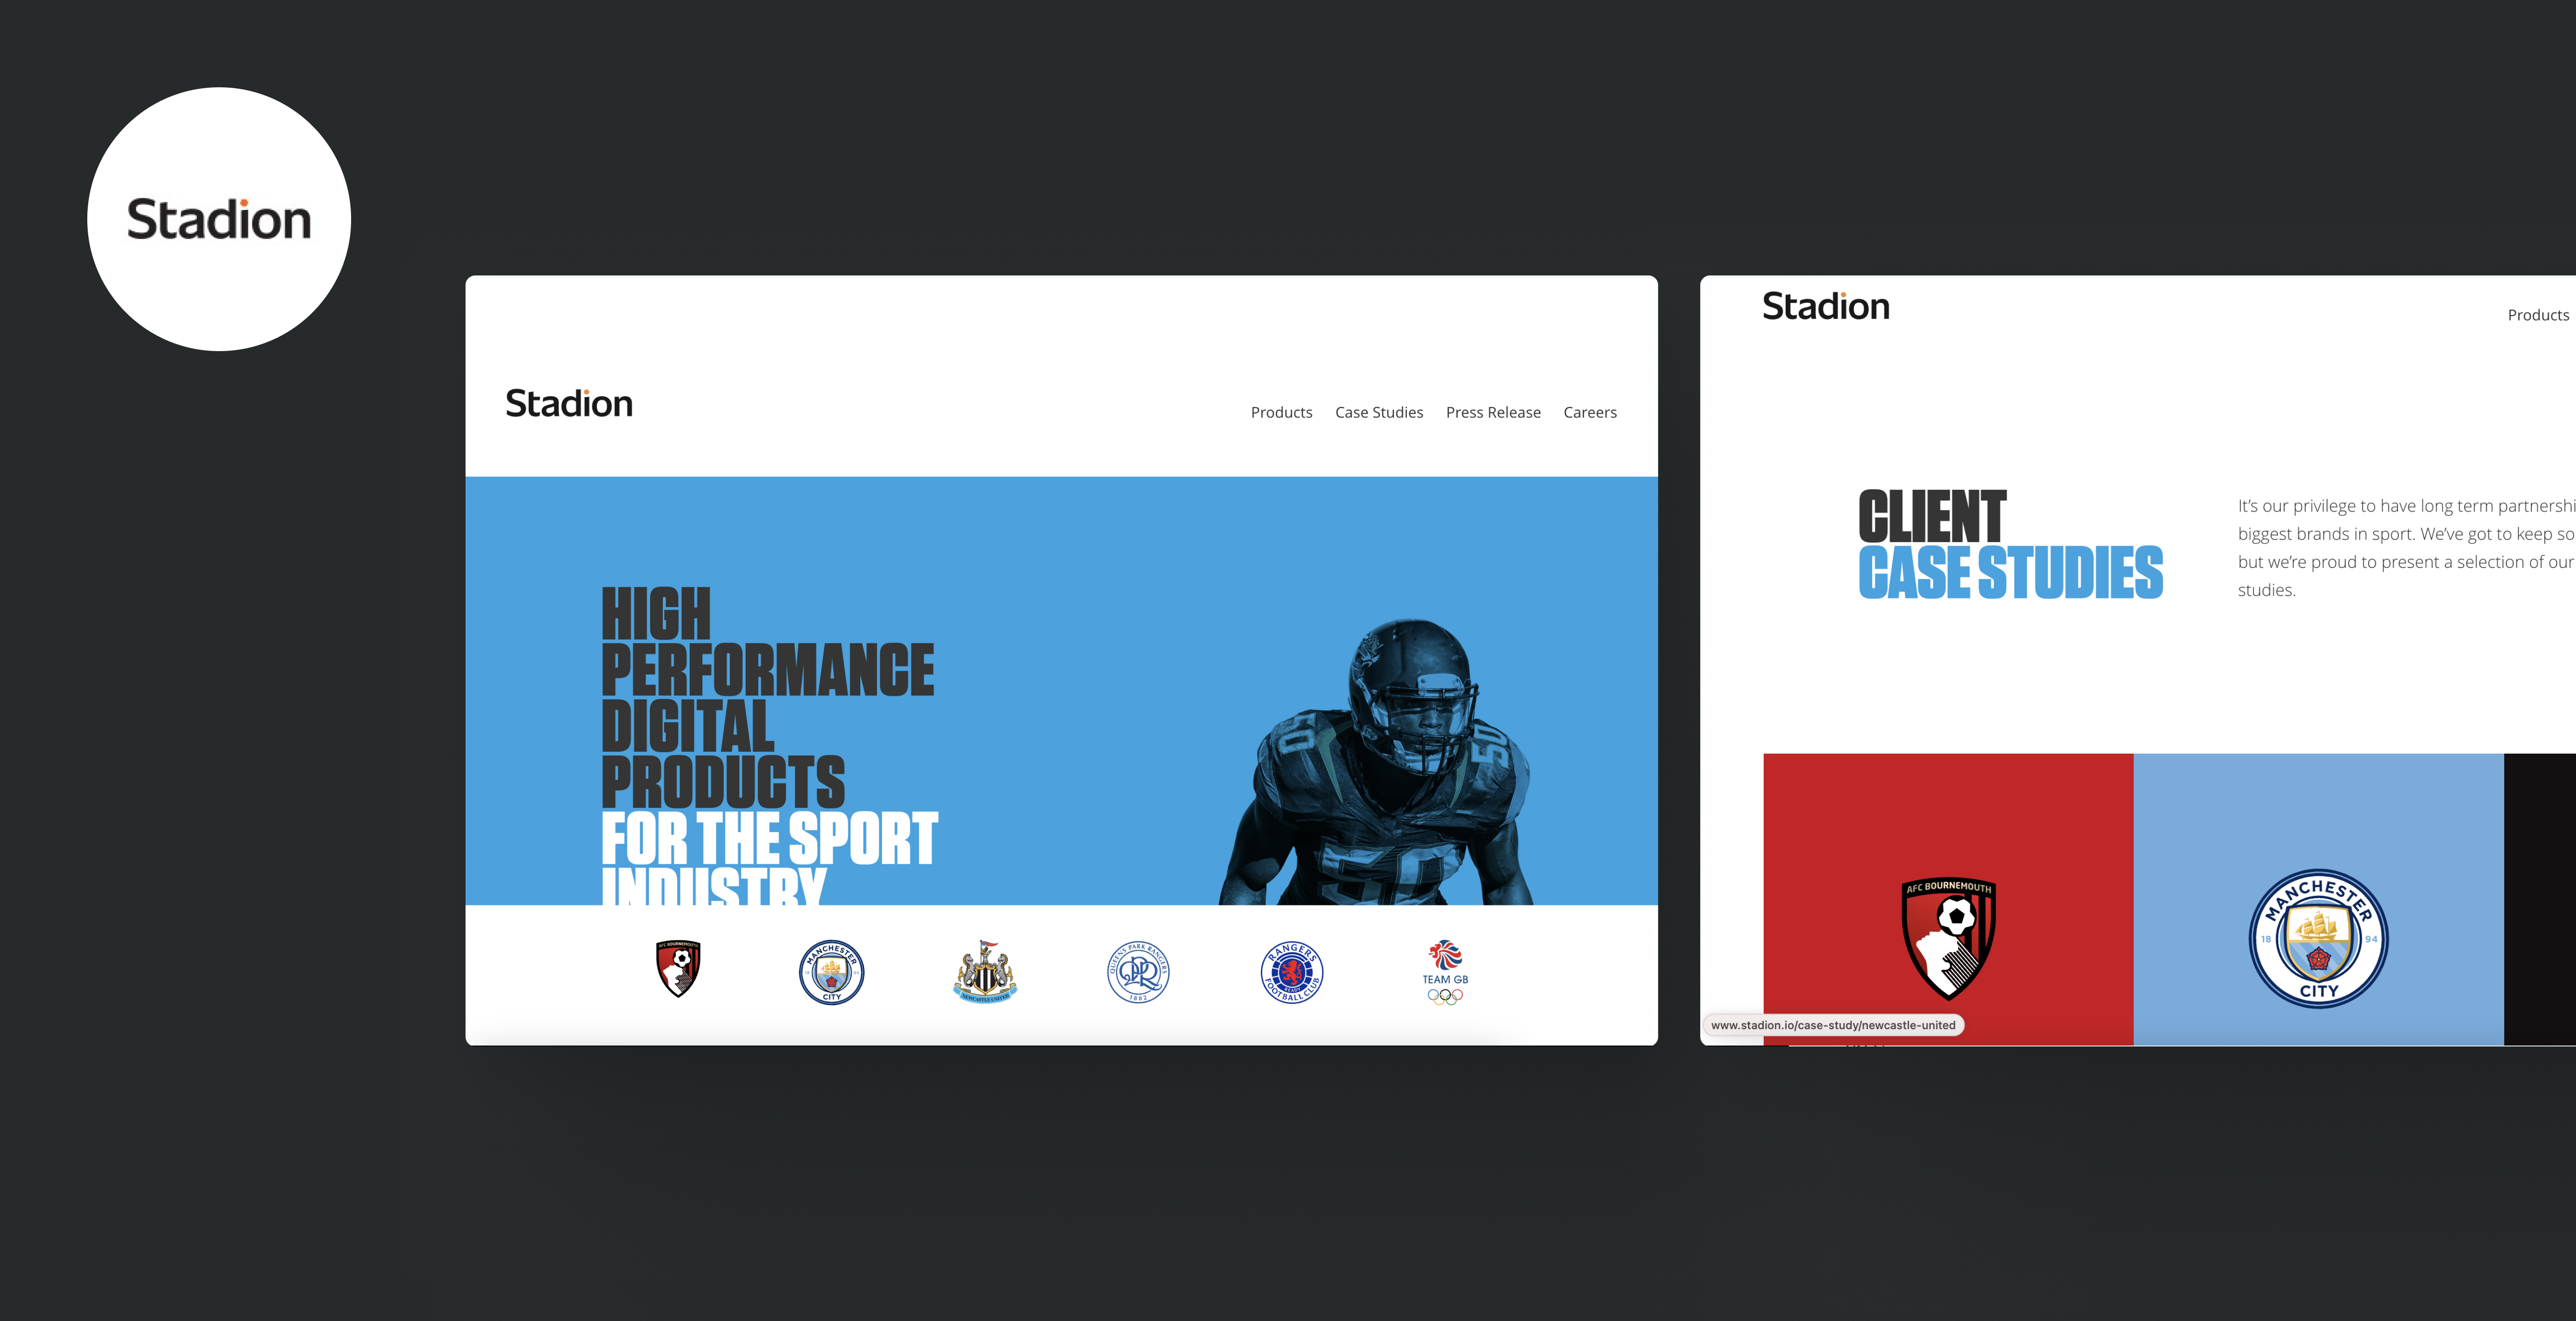 Stadion
Stadion
Products Case Studies Press Release Careers
HIGH
PERFORMANCE
DIGITAL
PRODUCTS
FOR THE SPORT
INDUSTRY
50
AFC BOURNEMOUTH
MANCHESTER
18 94
CITY
NEWCASTLE UNITED
QUEENS PARK RANGERS
QPR
1882
RANGERS
READY
FOOTBALL CLUB
TEAM GB
Stadion
Products
CLIENT
CASE STUDIES
It's our privilege to have long term partnershi
biggest brands in sport. We've got to keep so
but we're proud to present a selection of our
studies.
AFC BOURNEMOUTH
MANCHESTER
18 94
CITY
www.stadion.io/case-study/newcastle-united